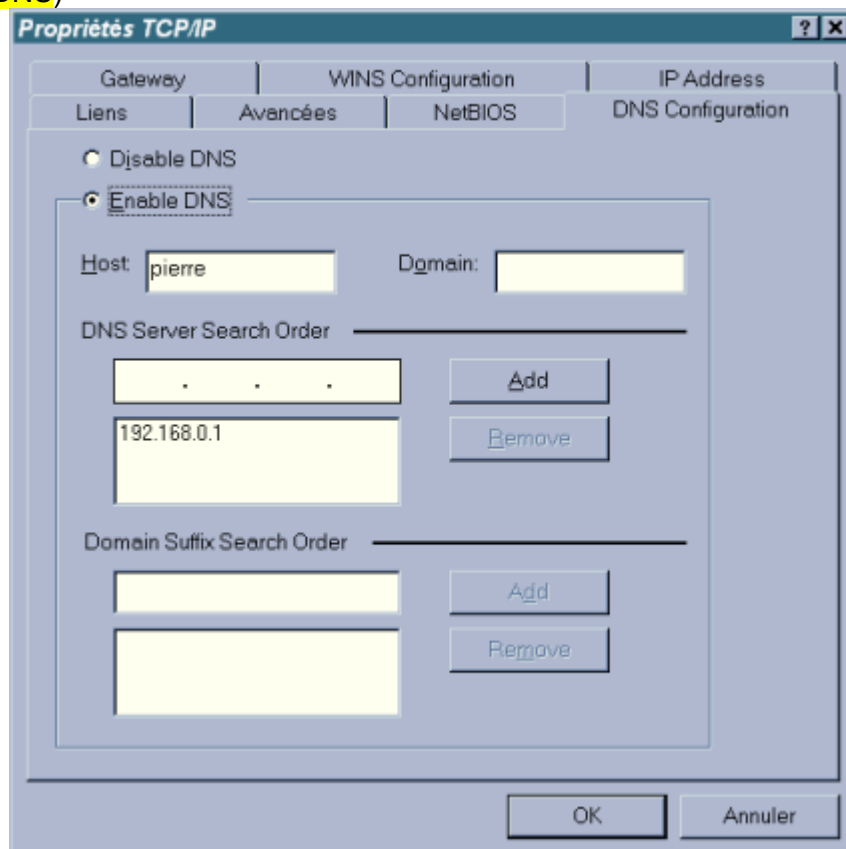 DNS)
Propriétés TCP/IP
Gateway WINS Configuration IP Address
Liens Avancées NetBIOS DNS Configuration
Disable DNS
Enable DNS
Host: pierre Domain:
DNS Server Search Order
. . . Add
192.168.0.1 Remove
Domain Suffix Search Order
Add
Remove
OK Annuler